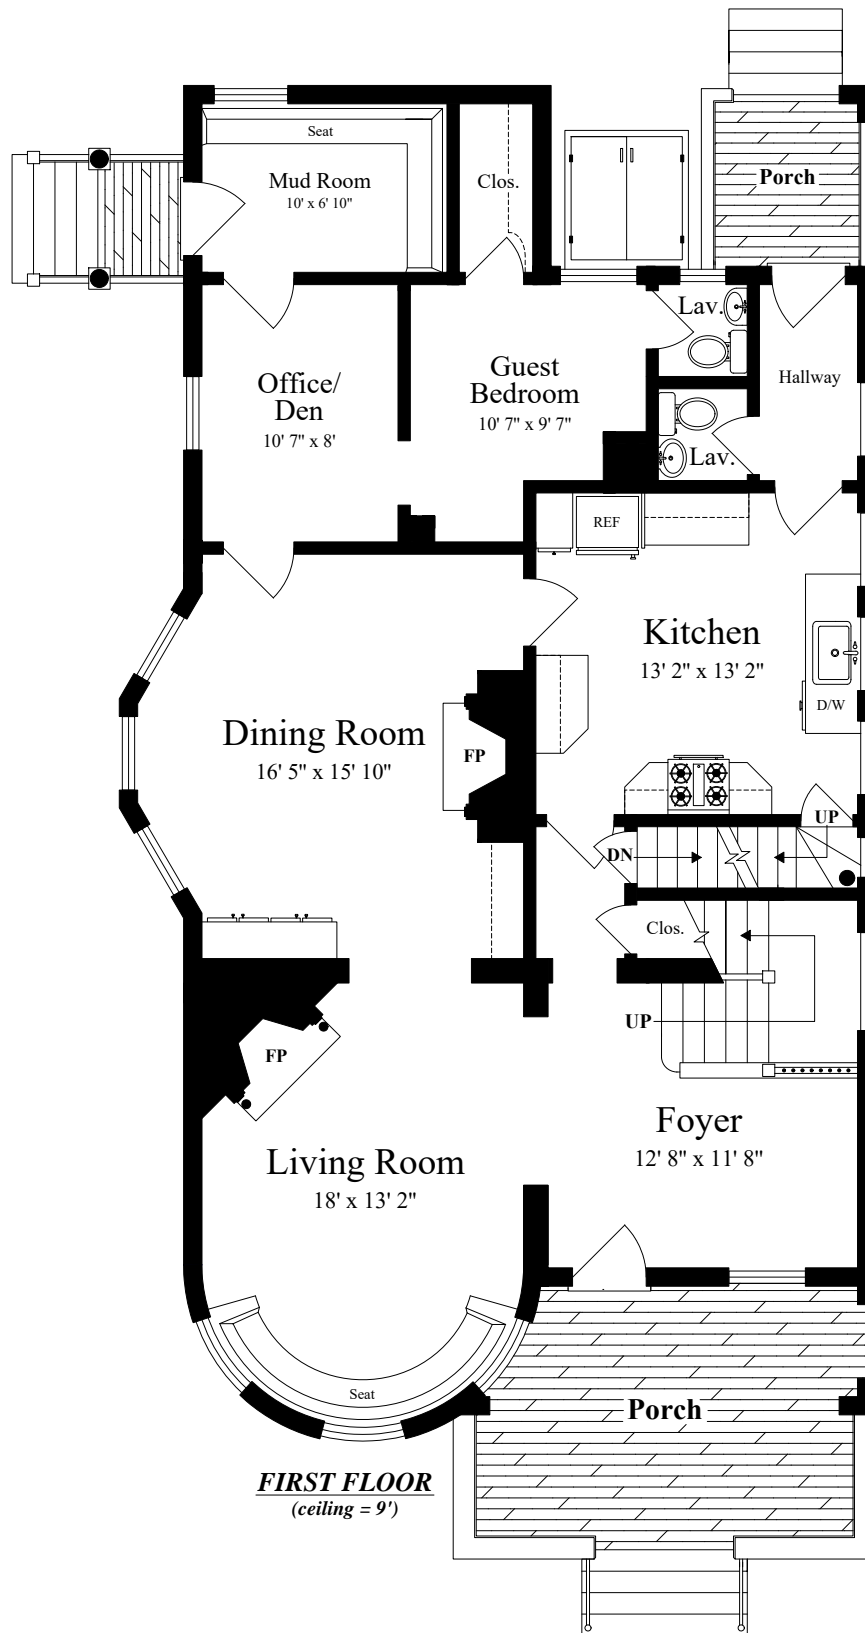 Seat
Mud Room
10' x 6' 10"
Clos.
Porch
Lav.
Hallway
Office/
Den
10' 7" x 8'
Guest
Bedroom
10' 7" x 9' 7"
Lav.
REF
Kitchen
13' 2" x 13' 2"
D/W
Dining Room
16' 5" x 15' 10"
FP
UP
DN
Clos.
UP
FP
Foyer
12' 8" x 11' 8"
Living Room
18' x 13' 2"
Seat
Porch
FIRST FLOOR
(ceiling = 9')